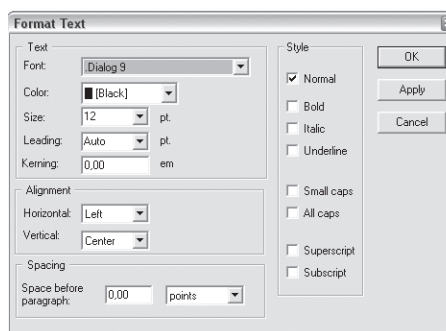 Format Text
Text
Font: .Dialog 9
Color: [Black]
Size: 12 pt.
Leading: Auto pt.
Kerning: 0,00 em
Alignment
Horizontal: Left
Vertical: Center
Spacing
Space before
paragraph: 0,00 points
Style
Normal
Bold
Italic
Underline
Small caps
All caps
Superscript
Subscript
OK
Apply
Cancel